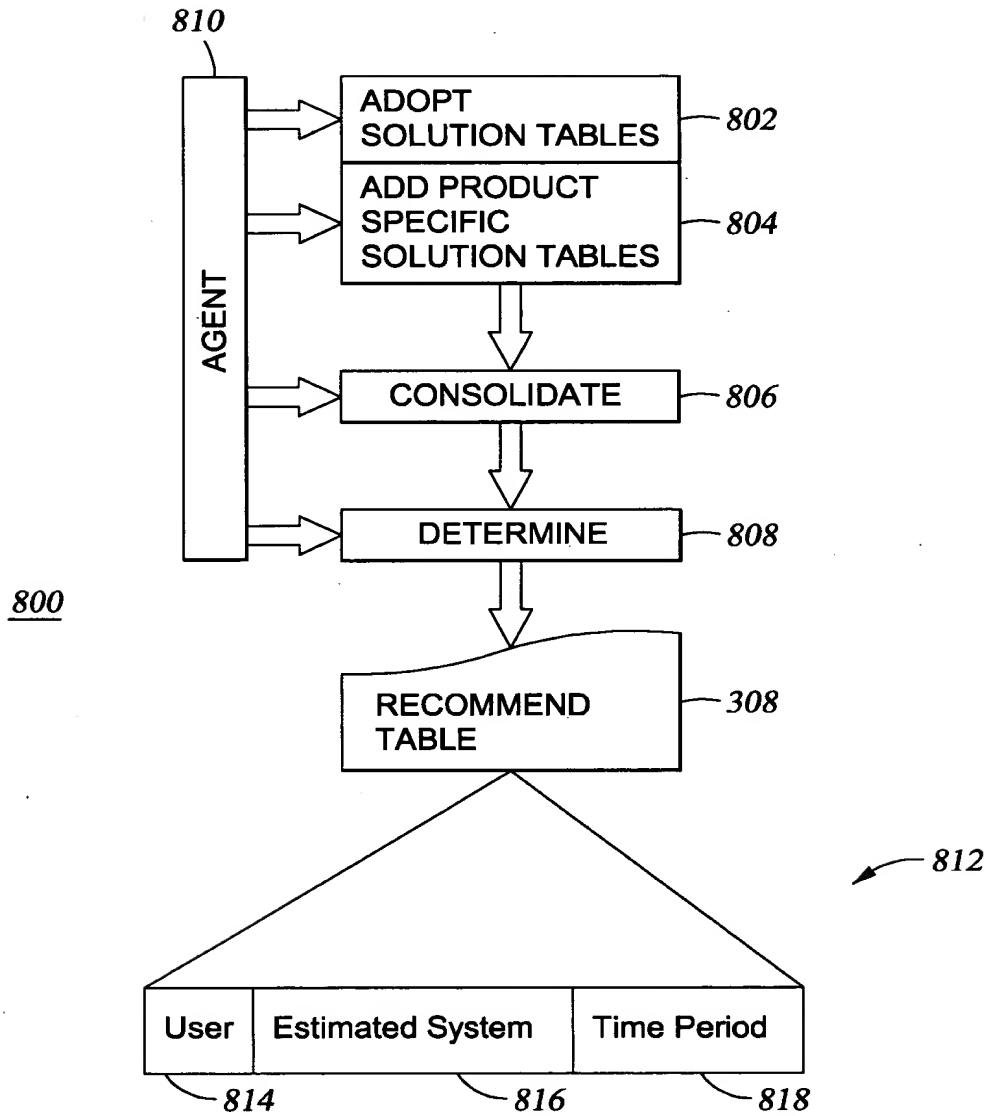 810
ADOPT
SOLUTION TABLES
802
ADD PRODUCT
SPECIFIC
SOLUTION TABLES
804
AGENT
CONSOLIDATE
806
DETERMINE
808
800
RECOMMEND
TABLE
308
812
User
Estimated System
Time Period
814
816
818